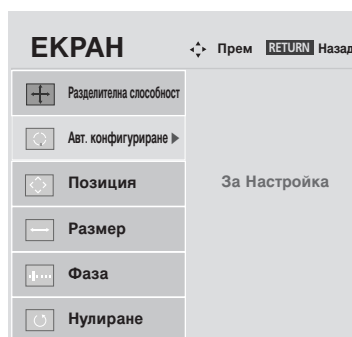 ЕКРАН Прем RETURN Назад
Разделителна способност
Авт. конфигуриране ▶
Позиция За Настройка
Размер
Фаза
Нулиране